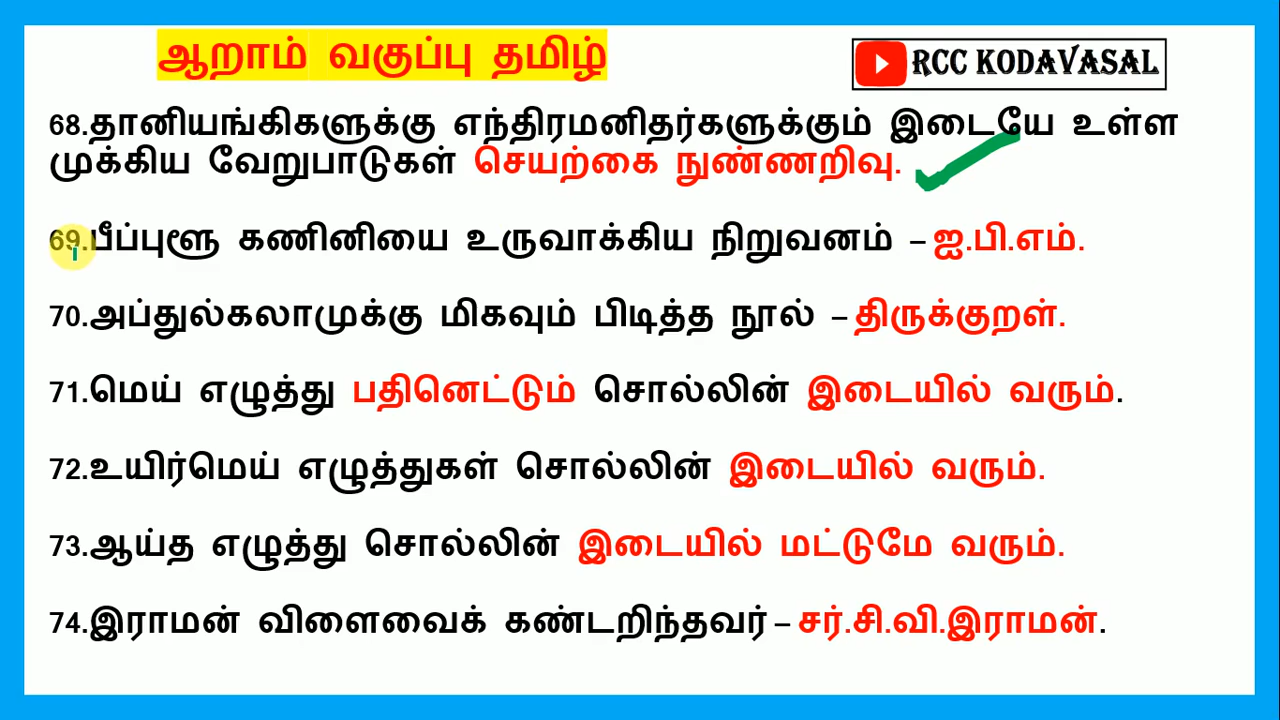 ஆறாம் வகுப்பு தமிழ்
RCC KODAVASAL
68.தானியங்கிகளுக்கு எந்திரமனிதர்களுக்கும் இடையே உள்ள
முக்கிய வேறுபாடுகள் செயற்கை நுண்ணறிவு.
69.பீப்புளூ கணினியை உருவாக்கிய நிறுவனம் – ஐ.பி.எம்.
70.அப்துல்கலாமுக்கு மிகவும் பிடித்த நூல் – திருக்குறள்.
71.மெய் எழுத்து பதினெட்டும் சொல்லின் இடையில் வரும்.
72.உயிர்மெய் எழுத்துகள் சொல்லின் இடையில் வரும்.
73.ஆய்த எழுத்து சொல்லின் இடையில் மட்டுமே வரும்.
74.இராமன் விளைவைக் கண்டறிந்தவர் – சர்.சி.வி.இராமன்.